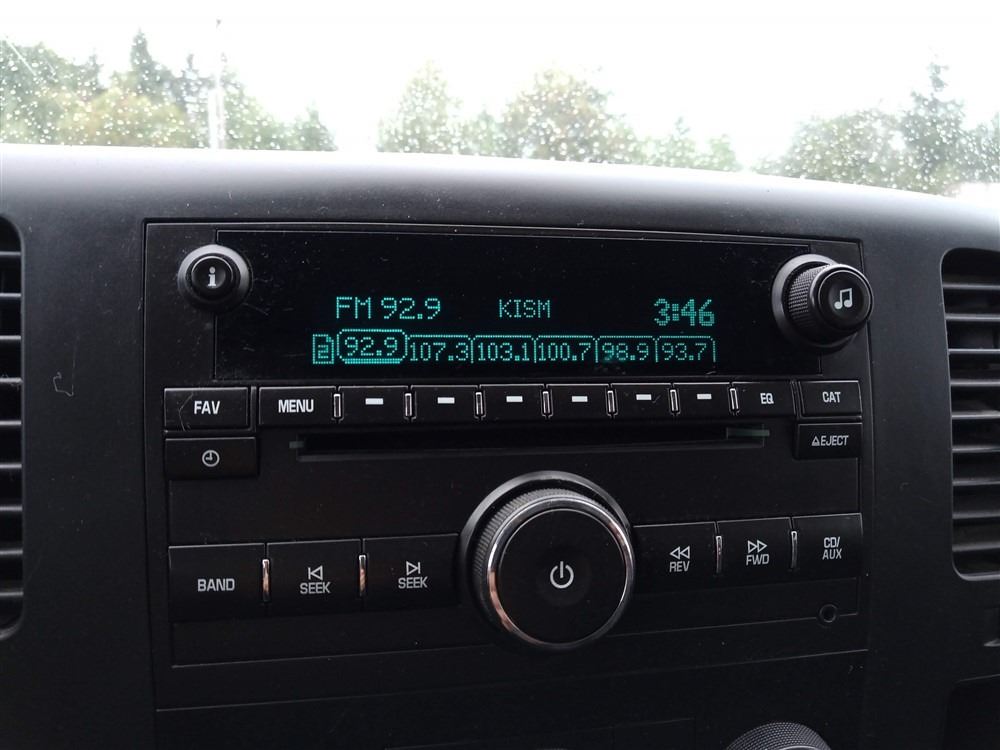 i
FM 92.9 KISM 3:46
2 92.9 107.3 103.1 100.7 98.9 93.7
FAV MENU EQ CAT
EJECT
BAND SEEK SEEK REV FWD CD/
AUX